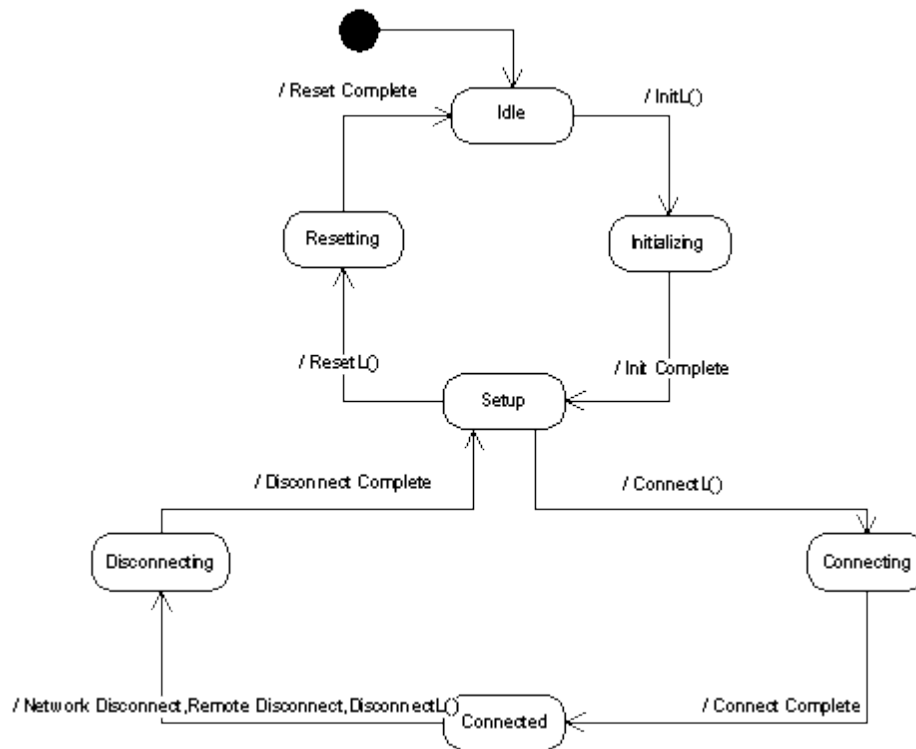 / Reset Complete
Idle
/ InitL()
Resetting
Initializing
/ ResetL()
/ Init Complete
Setup
/ Disconnect Complete
/ ConnectL()
Disconnecting
Connecting
/ Network Disconnect,Remote Disconnect,DisconnectL()
Connected
/ Connect Complete